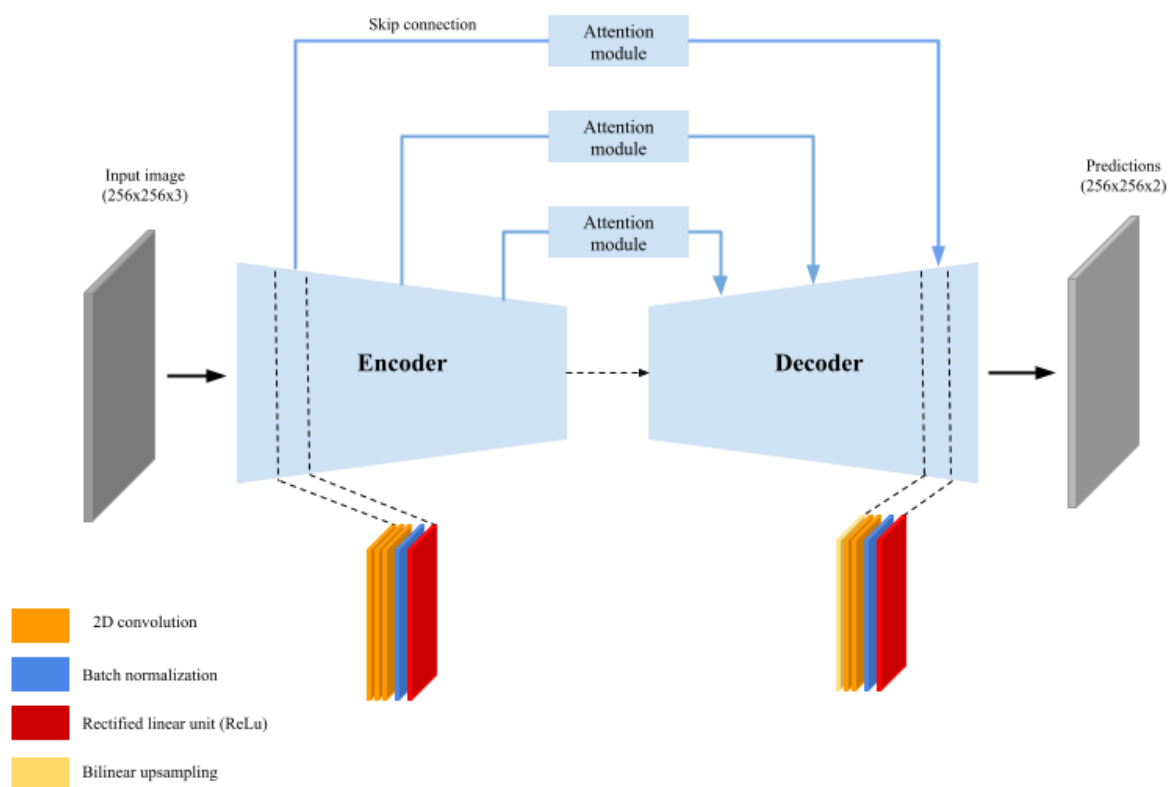 Skip connection
Attention
module
Attention
module
Attention
module
Input image
(256x256x3)
Predictions
(256x256x2)
Encoder
Decoder
2D convolution
Batch normalization
Rectified linear unit (ReLu)
Bilinear upsampling